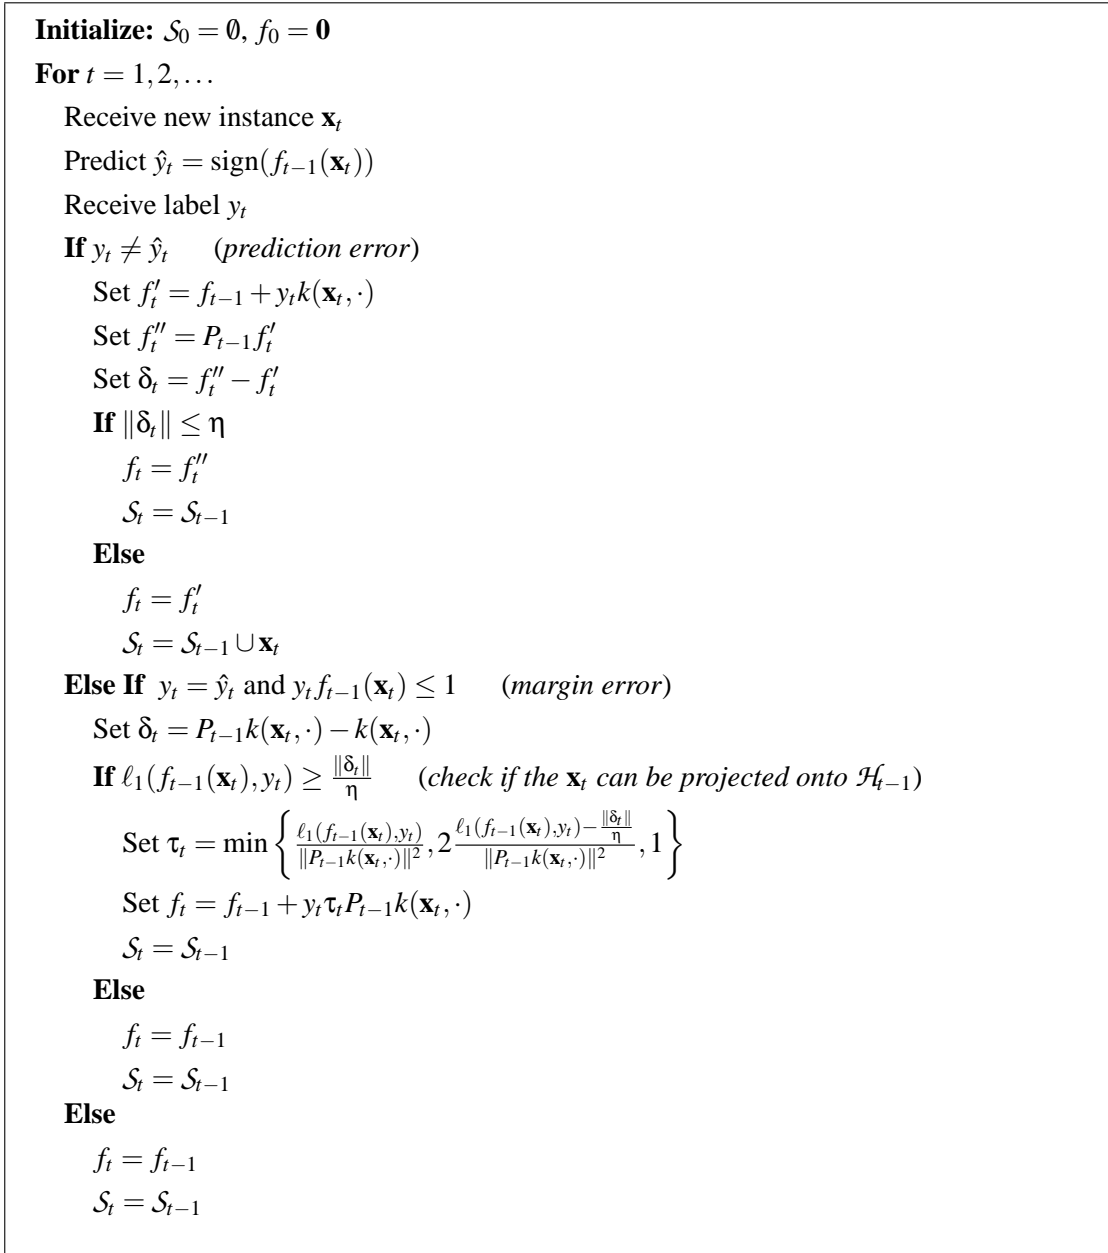 Initialize: 𝒮₀ = ∅, f₀ = 𝟎
For t = 1,2,...
Receive new instance 𝐱ₜ
Predict ŷₜ = sign(fₜ₋₁(𝐱ₜ))
Receive label yₜ
If yₜ ≠ ŷₜ (prediction error)
Set f′ₜ = fₜ₋₁ + yₜk(𝐱ₜ,·)
Set f″ₜ = Pₜ₋₁f′ₜ
Set δₜ = f″ₜ − f′ₜ
If ‖δₜ‖ ≤ η
fₜ = f″ₜ
𝒮ₜ = 𝒮ₜ₋₁
Else
fₜ = f′ₜ
𝒮ₜ = 𝒮ₜ₋₁ ∪ 𝐱ₜ
Else If yₜ = ŷₜ and yₜfₜ₋₁(𝐱ₜ) ≤ 1 (margin error)
Set δₜ = Pₜ₋₁k(𝐱ₜ,·) − k(𝐱ₜ,·)
If ℓ₁(fₜ₋₁(𝐱ₜ),yₜ) ≥ ‖δₜ‖/η (check if the 𝐱ₜ can be projected onto ℋₜ₋₁)
Set τₜ = min { ℓ₁(fₜ₋₁(𝐱ₜ),yₜ)/‖Pₜ₋₁k(𝐱ₜ,·)‖², 2 (ℓ₁(fₜ₋₁(𝐱ₜ),yₜ) − ‖δₜ‖/η)/‖Pₜ₋₁k(𝐱ₜ,·)‖², 1 }
Set fₜ = fₜ₋₁ + yₜτₜPₜ₋₁k(𝐱ₜ,·)
𝒮ₜ = 𝒮ₜ₋₁
Else
fₜ = fₜ₋₁
𝒮ₜ = 𝒮ₜ₋₁
Else
fₜ = fₜ₋₁
𝒮ₜ = 𝒮ₜ₋₁